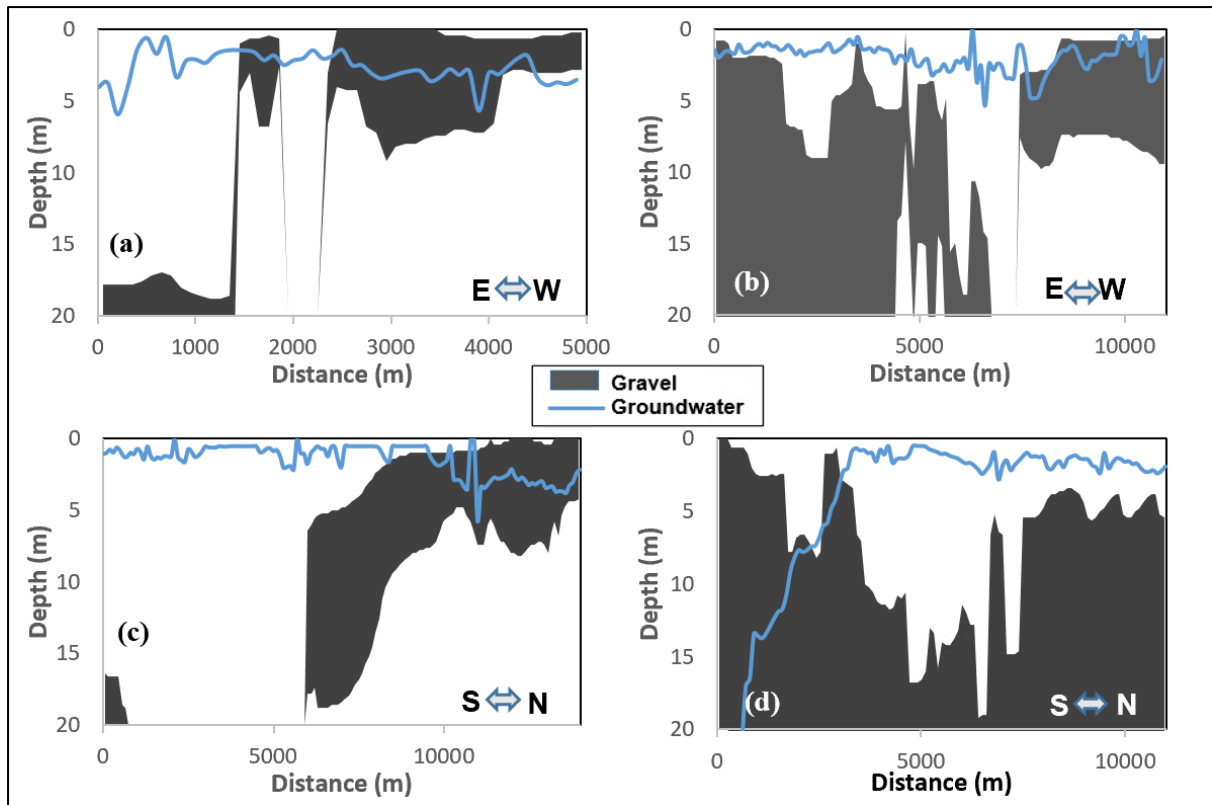 0
5
10
15
20
Depth (m)
(a)
E W
0 1000 2000 3000 4000 5000
Distance (m)
0
5
10
15
20
Depth (m)
(b)
E W
0 5000 10000
Distance (m)
Gravel
Groundwater
0
5
10
15
20
Depth (m)
(c)
S N
0 5000 10000
Distance (m)
0
5
10
15
20
Depth (m)
(d)
S N
0 5000 10000
Distance (m)